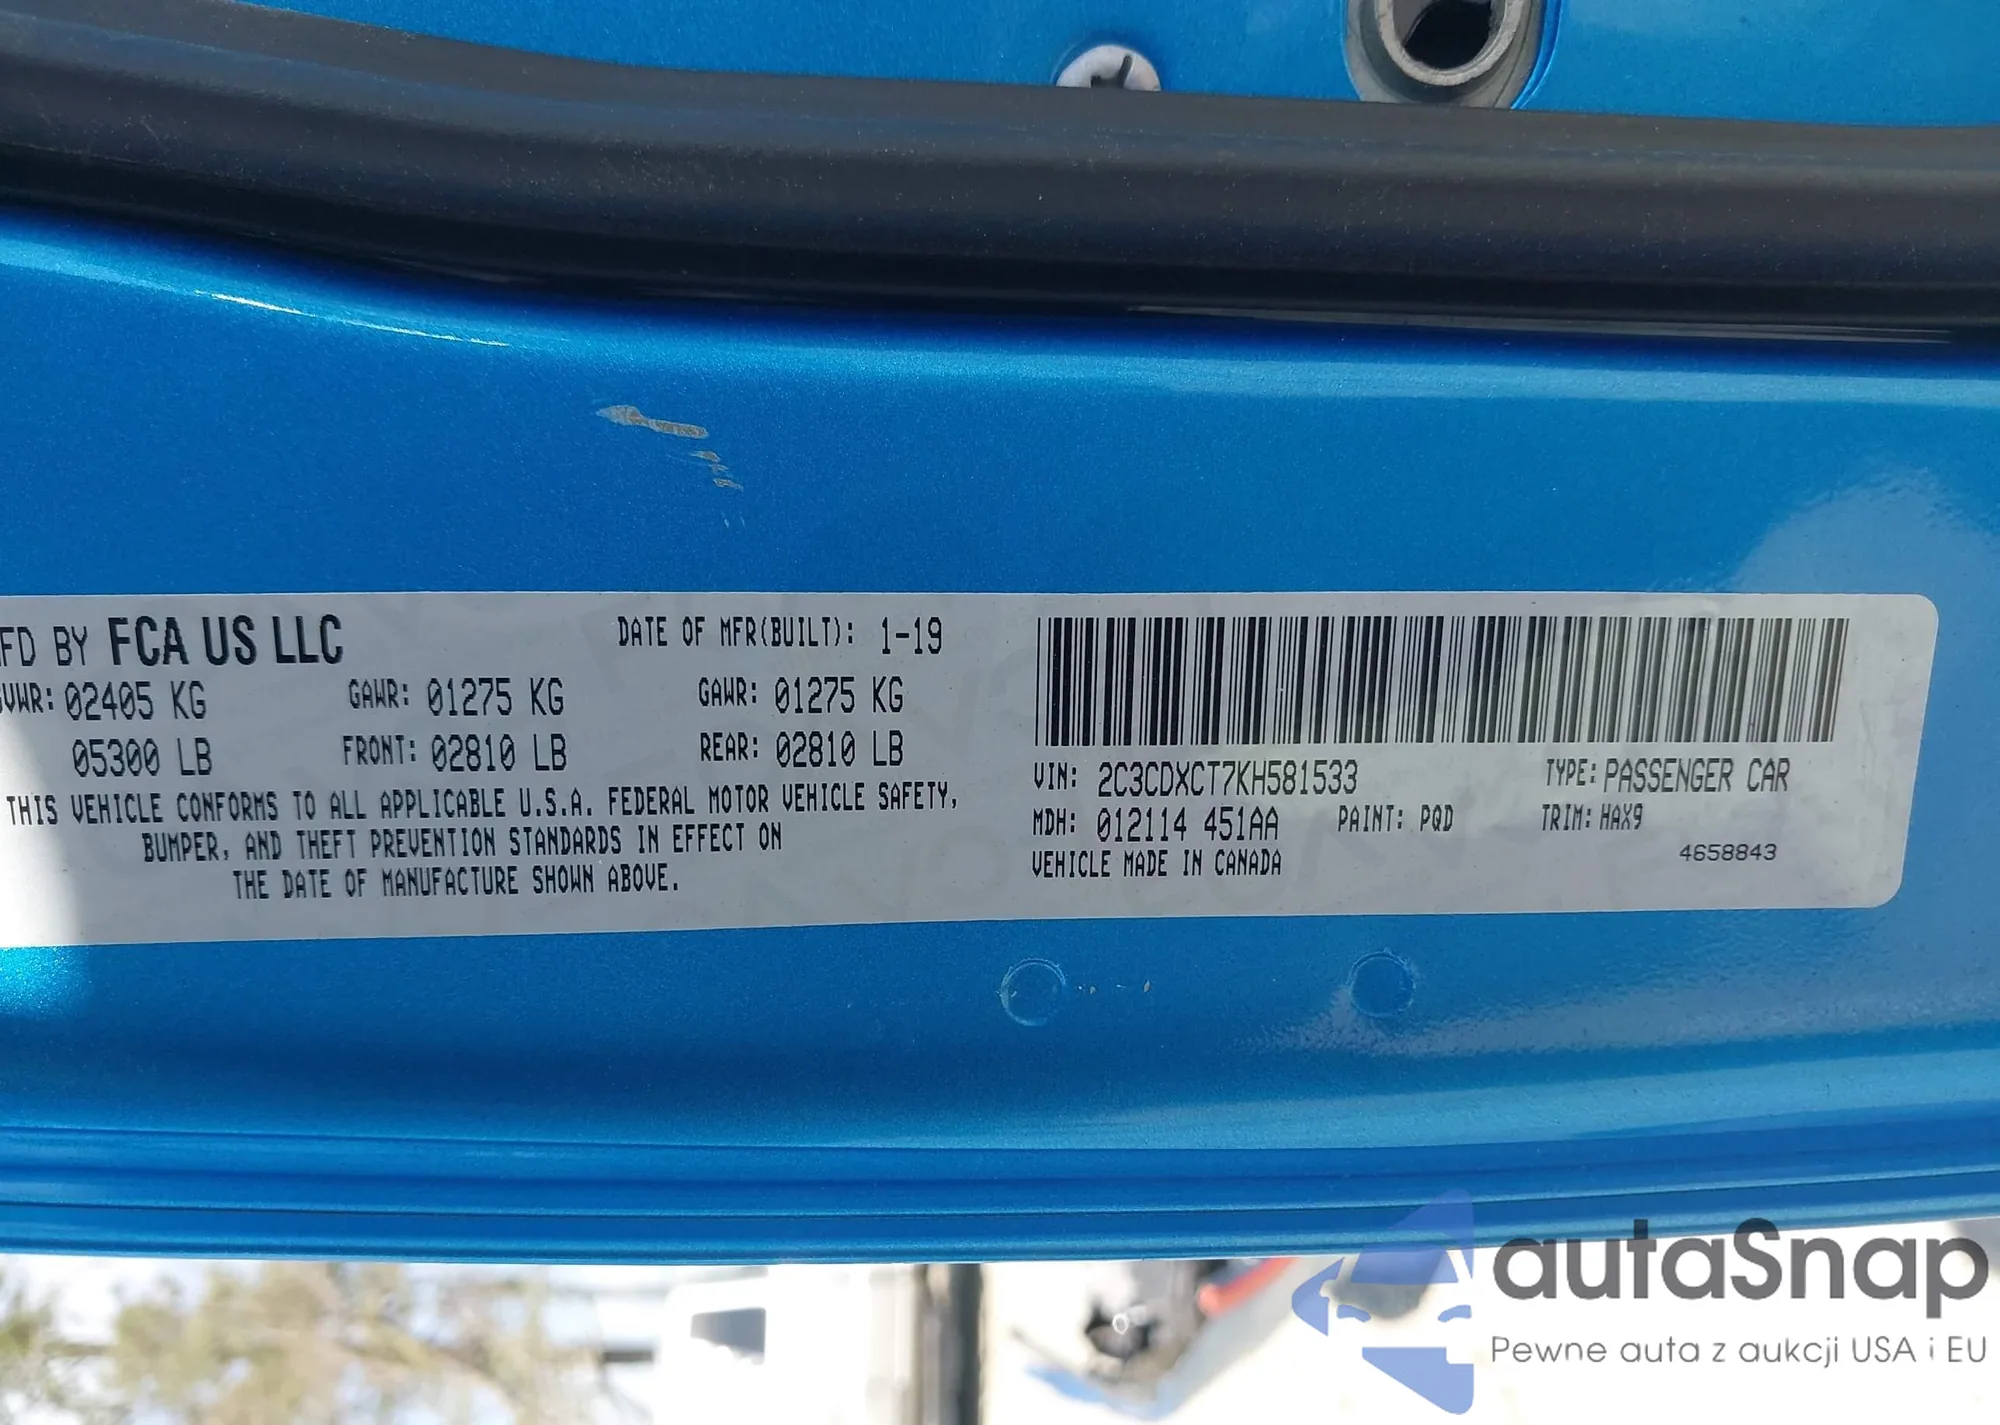 FD BY FCA US LLC DATE OF MFR(BUILT): 1-19
VWR: 02405 KG GAWR: 01275 KG GAWR: 01275 KG
05300 LB FRONT: 02810 LB REAR: 02810 LB
THIS VEHICLE CONFORMS TO ALL APPLICABLE U.S.A. FEDERAL MOTOR VEHICLE SAFETY,
BUMPER, AND THEFT PREVENTION STANDARDS IN EFFECT ON
THE DATE OF MANUFACTURE SHOWN ABOVE.
VIN: 2C3CDXCT7KH581533 TYPE: PASSENGER CAR
MDH: 012114 451AA PAINT: PQD TRIM: HAX9
VEHICLE MADE IN CANADA 4658843
autaSnap
Pewne auta z aukcji USA i EU